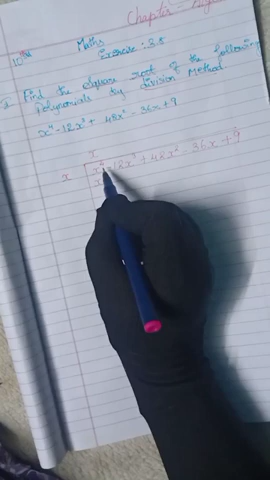 Chapter -
Maths
Exercise : 3.5
Find the square root of the following
Polynomials by division Method
x⁴ - 12x³ + 48x² - 36x + 9
x
x x⁴ - 12x³ + 48x² - 36x + 9
x